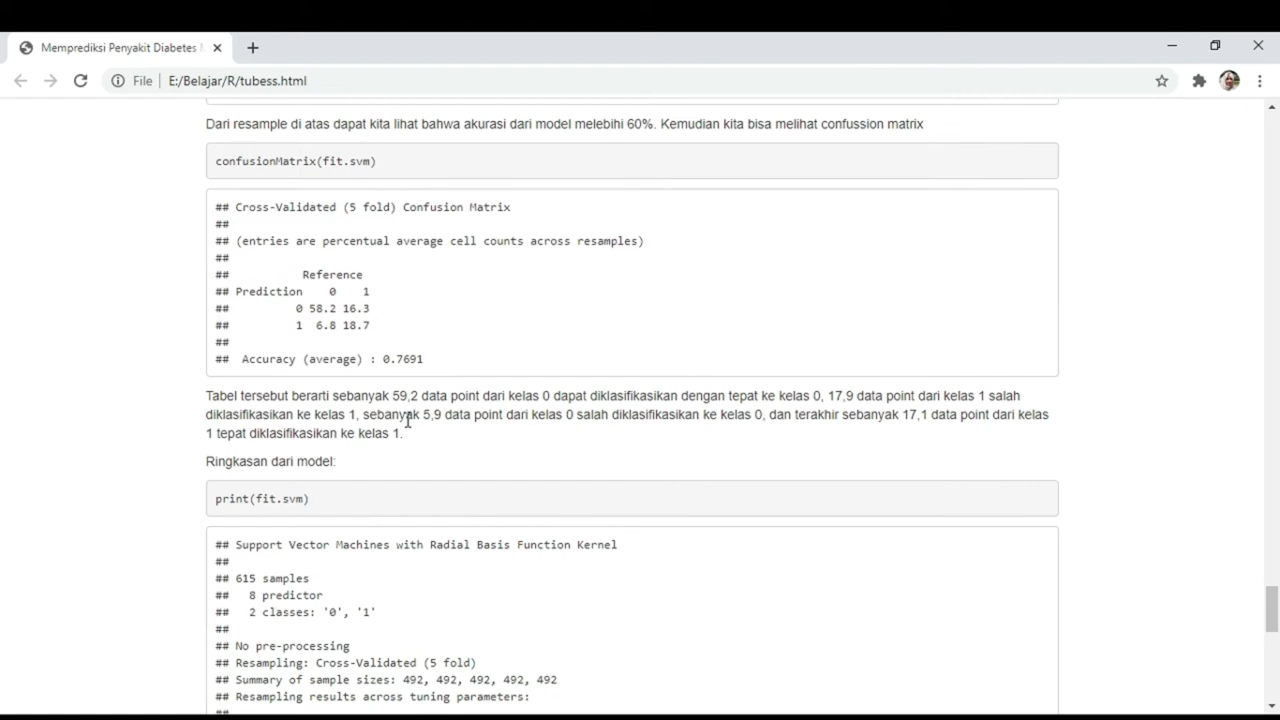 Memprediksi Penyakit Diabetes
File
E:/Belajar/R/tubess.html
Dari resample di atas dapat kita lihat bahwa akurasi dari model melebihi 60%. Kemudian kita bisa melihat confussion matrix
confusionMatrix(fit.svm)
## Cross-Validated (5 fold) Confusion Matrix
##
## (entries are percentual average cell counts across resamples)
##
##           Reference
## Prediction    0    1
##          0 58.2 16.3
##          1  6.8 18.7
##
##  Accuracy (average) : 0.7691
Tabel tersebut berarti sebanyak 59,2 data point dari kelas 0 dapat diklasifikasikan dengan tepat ke kelas 0, 17,9 data point dari kelas 1 salah
diklasifikasikan ke kelas 1, sebanyak 5,9 data point dari kelas 0 salah diklasifikasikan ke kelas 0, dan terakhir sebanyak 17,1 data point dari kelas
1 tepat diklasifikasikan ke kelas 1.
Ringkasan dari model:
print(fit.svm)
## Support Vector Machines with Radial Basis Function Kernel
##
## 615 samples
##   8 predictor
##   2 classes: '0', '1'
##
## No pre-processing
## Resampling: Cross-Validated (5 fold)
## Summary of sample sizes: 492, 492, 492, 492, 492
## Resampling results across tuning parameters:
##